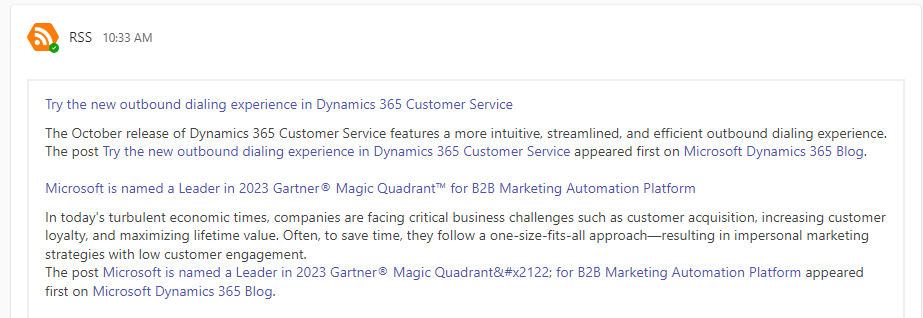 RSS 10:33 AM
Try the new outbound dialing experience in Dynamics 365 Customer Service
The October release of Dynamics 365 Customer Service features a more intuitive, streamlined, and efficient outbound dialing experience.
The post Try the new outbound dialing experience in Dynamics 365 Customer Service appeared first on Microsoft Dynamics 365 Blog.
Microsoft is named a Leader in 2023 Gartner® Magic Quadrant™ for B2B Marketing Automation Platform
In today's turbulent economic times, companies are facing critical business challenges such as customer acquisition, increasing customer
loyalty, and maximizing lifetime value. Often, to save time, they follow a one-size-fits-all approach—resulting in impersonal marketing
strategies with low customer engagement.
The post Microsoft is named a Leader in 2023 Gartner® Magic Quadrant&#x2122; for B2B Marketing Automation Platform appeared
first on Microsoft Dynamics 365 Blog.